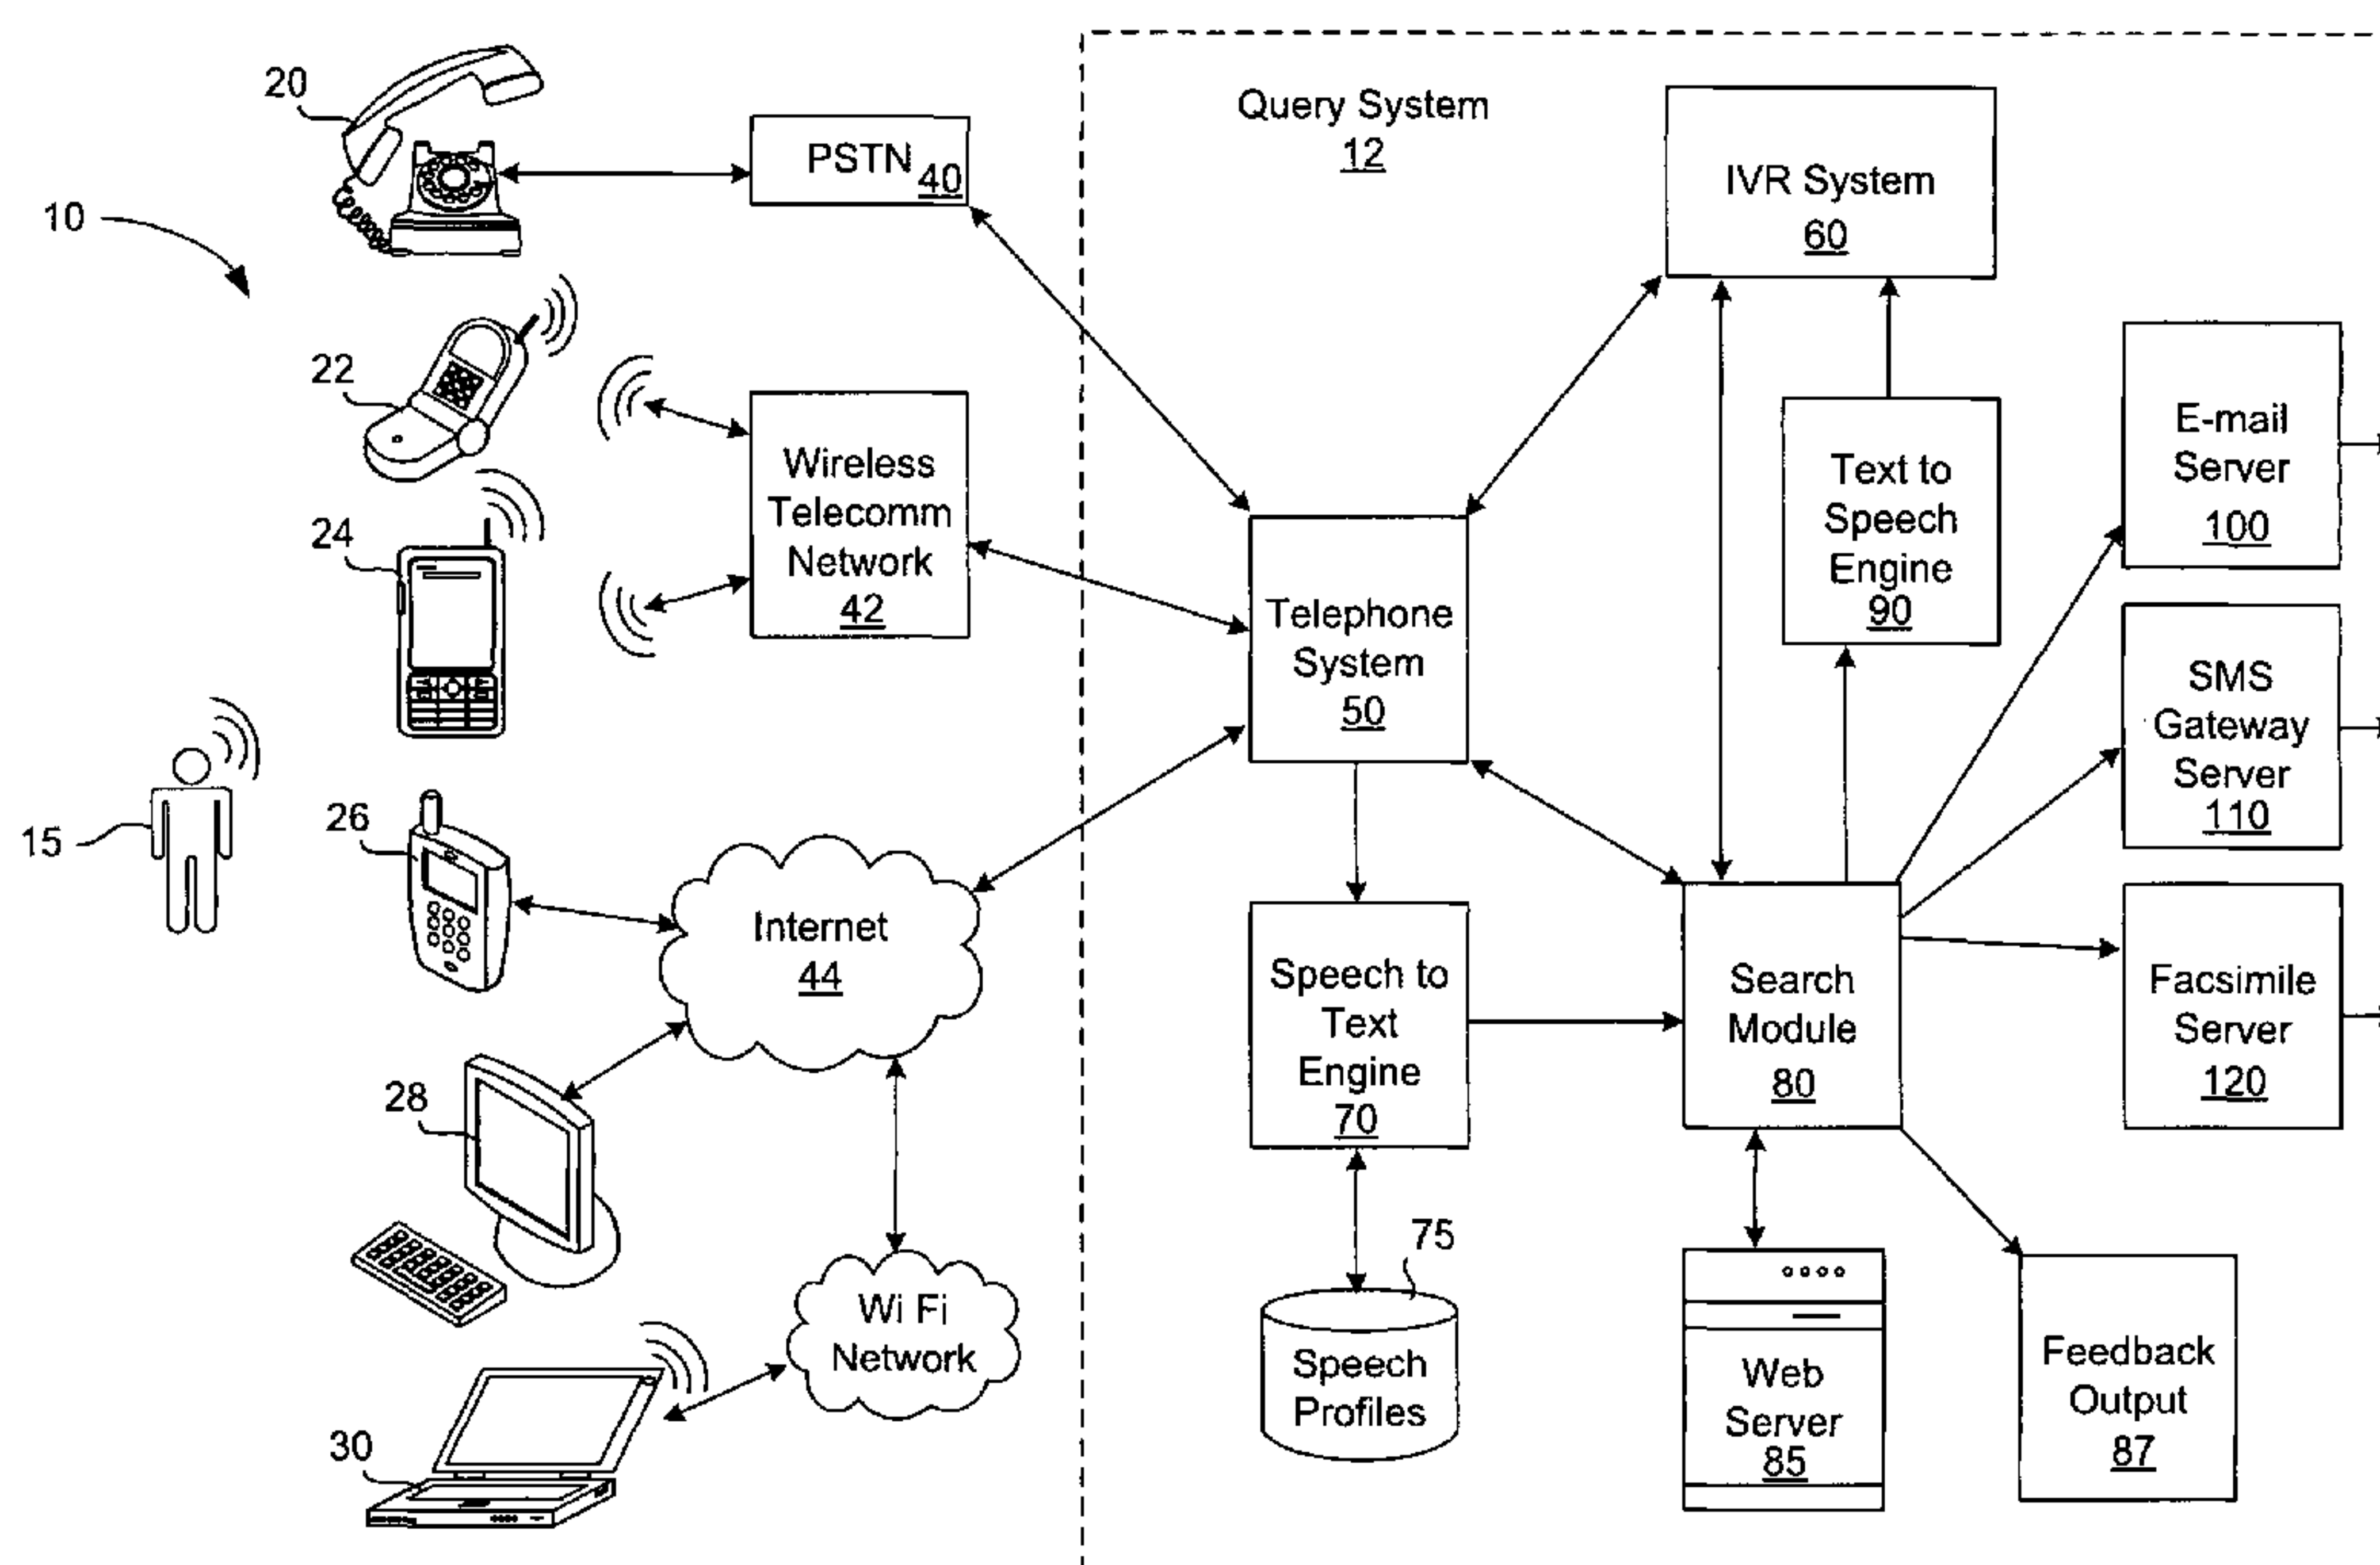 20
10
22
24
15
26
28
30
PSTN
40
Wireless
Telecomm
Network
42
Internet
44
Wi Fi
Network
Query System
12
IVR System
60
Text to
Speech
Engine
90
Telephone
System
50
Speech to
Text
Engine
70
75
Speech
Profiles
Search
Module
80
Web
Server
85
Feedback
Output
87
E-mail
Server
100
SMS
Gateway
Server
110
Facsimile
Server
120